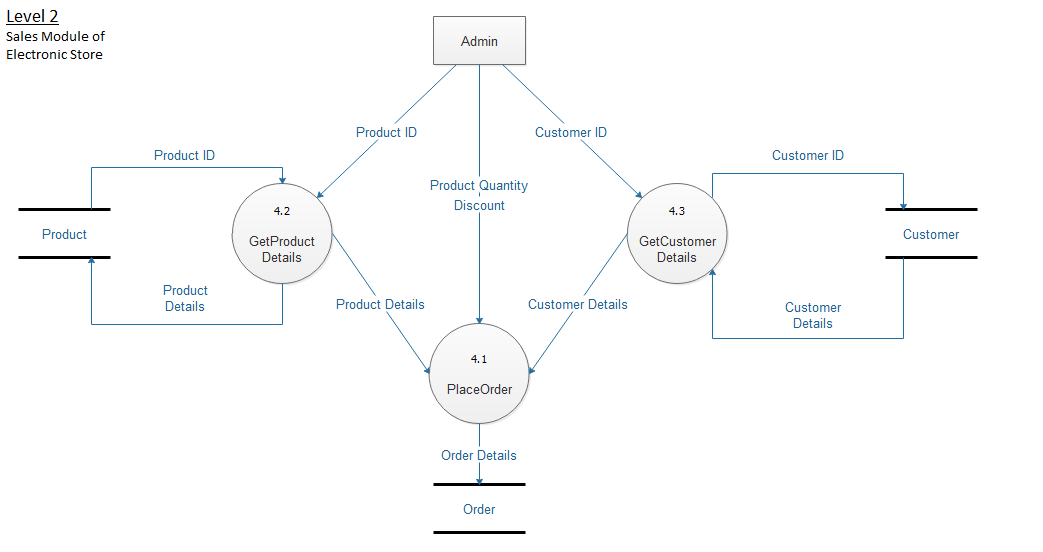 Level 2
Sales Module of
Electronic Store
Admin
Product ID
Customer ID
Product ID
Customer ID
Product Quantity
Discount
4.2
GetProduct
Details
4.3
GetCustomer
Details
Product
Customer
Product
Details
Product Details
Customer Details
Customer
Details
4.1
PlaceOrder
Order Details
Order